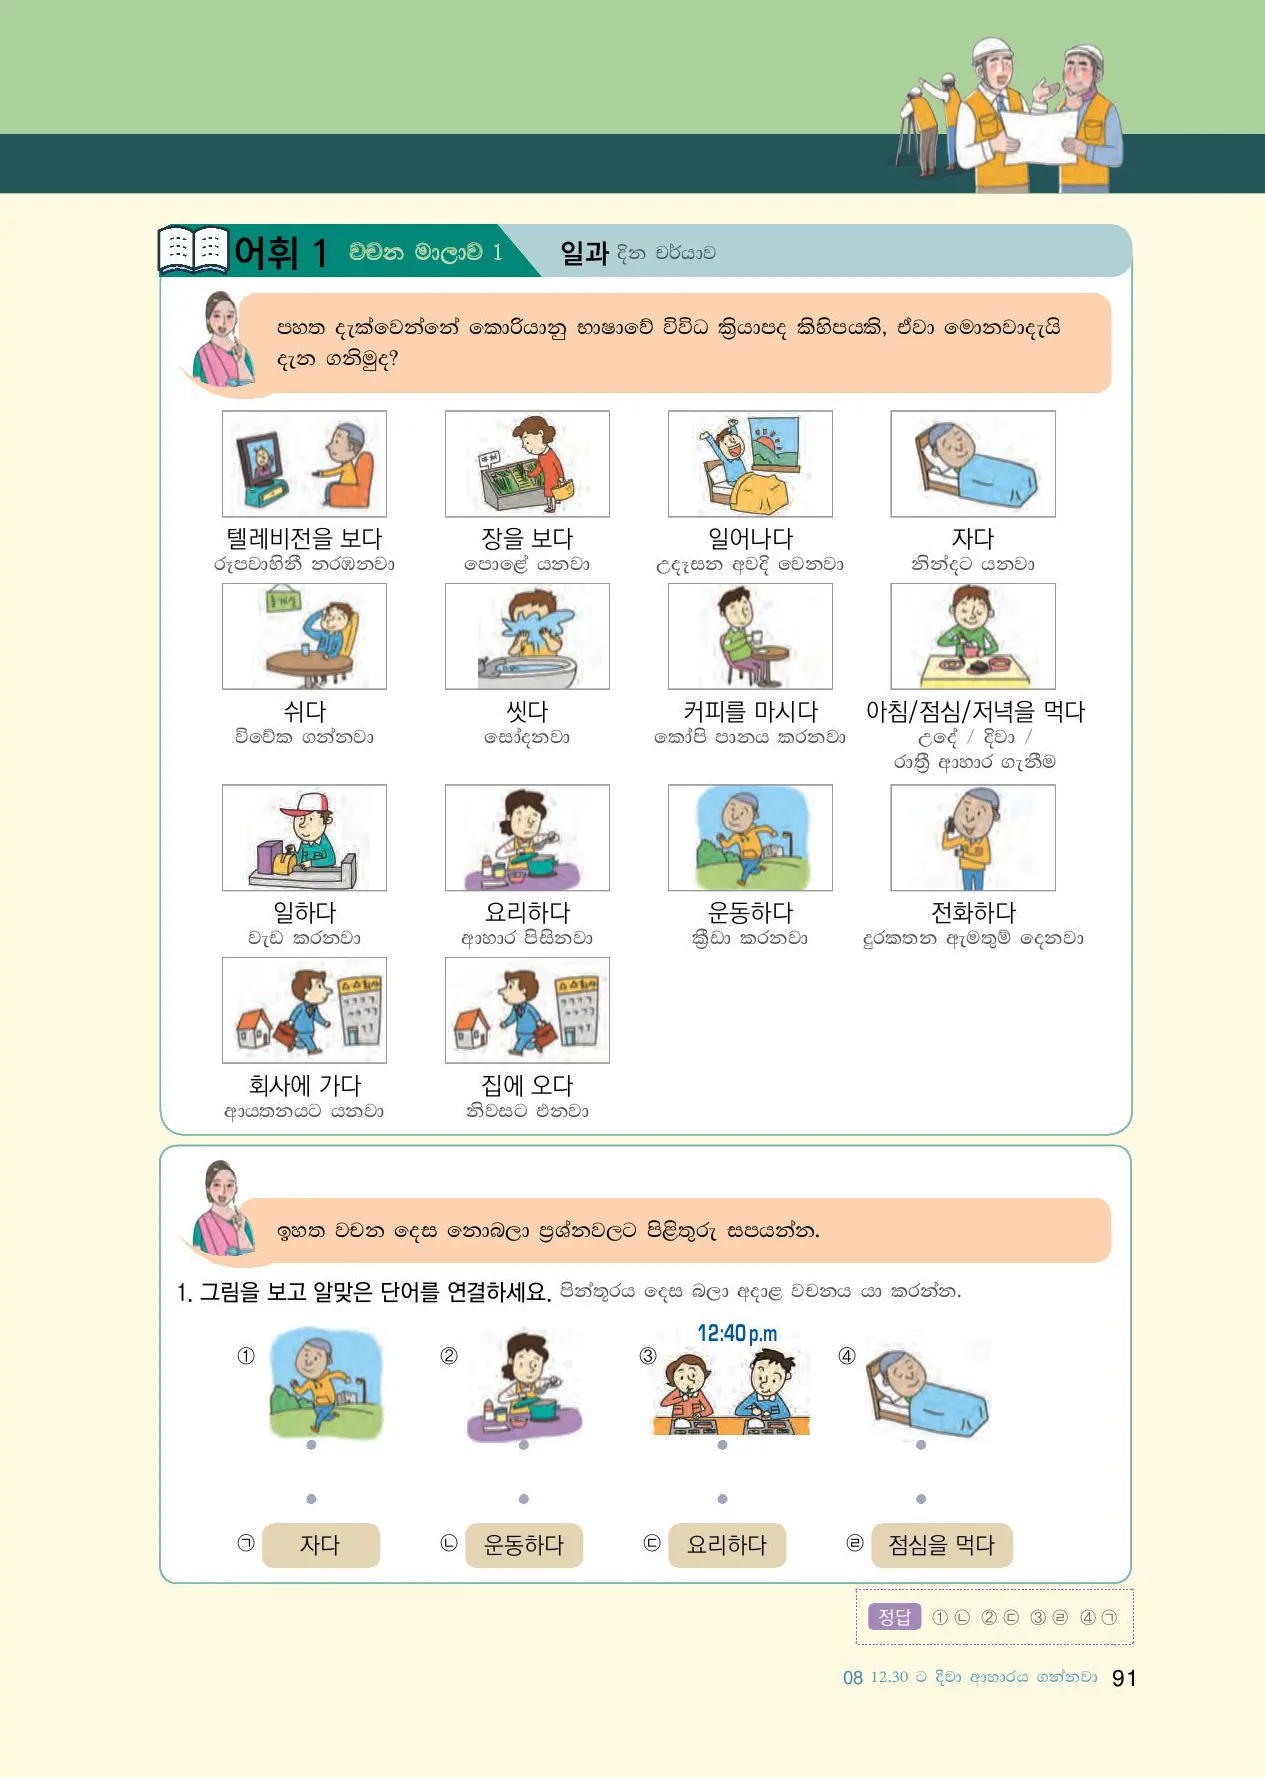 어휘 1 වචන මාලාව 1 일과 දින චර්යාව
පහත දැක්වෙන්නේ කොරියානු භාෂාවේ විවිධ ක්‍රියාපද කිහිපයකි, ඒවා මොනවාදැයි
දැන ගනිමුද?
텔레비전을 보다 장을 보다 일어나다 자다
රූපවාහිනී නරඹනවා පොළේ යනවා උදෑසන අවදි වෙනවා නින්දට යනවා
휴게실
쉬다 씻다 커피를 마시다 아침/점심/저녁을 먹다
විවේක ගන්නවා සෝදනවා කෝපි පානය කරනවා උදේ / දිවා /
රාත්‍රී ආහාර ගැනීම
일하다 요리하다 운동하다 전화하다
වැඩ කරනවා ආහාර පිසිනවා ක්‍රීඩා කරනවා දුරකතන ඇමතුම් දෙනවා
회사에 가다 집에 오다
ආයතනයට යනවා නිවසට එනවා
ඉහත වචන දෙස නොබලා ප්‍රශ්නවලට පිළිතුරු සපයන්න.
1. 그림을 보고 알맞은 단어를 연결하세요. පින්තූරය දෙස බලා අදාළ වචනය යා කරන්න.
12:40 p.m
① ② ③ ④
㉠ 자다 ㉡ 운동하다 ㉢ 요리하다 ㉣ 점심을 먹다
정답 ① ㉡ ② ㉢ ③ ㉣ ④ ㉠
08 12.30 ට දිවා ආහාරය ගන්නවා 91